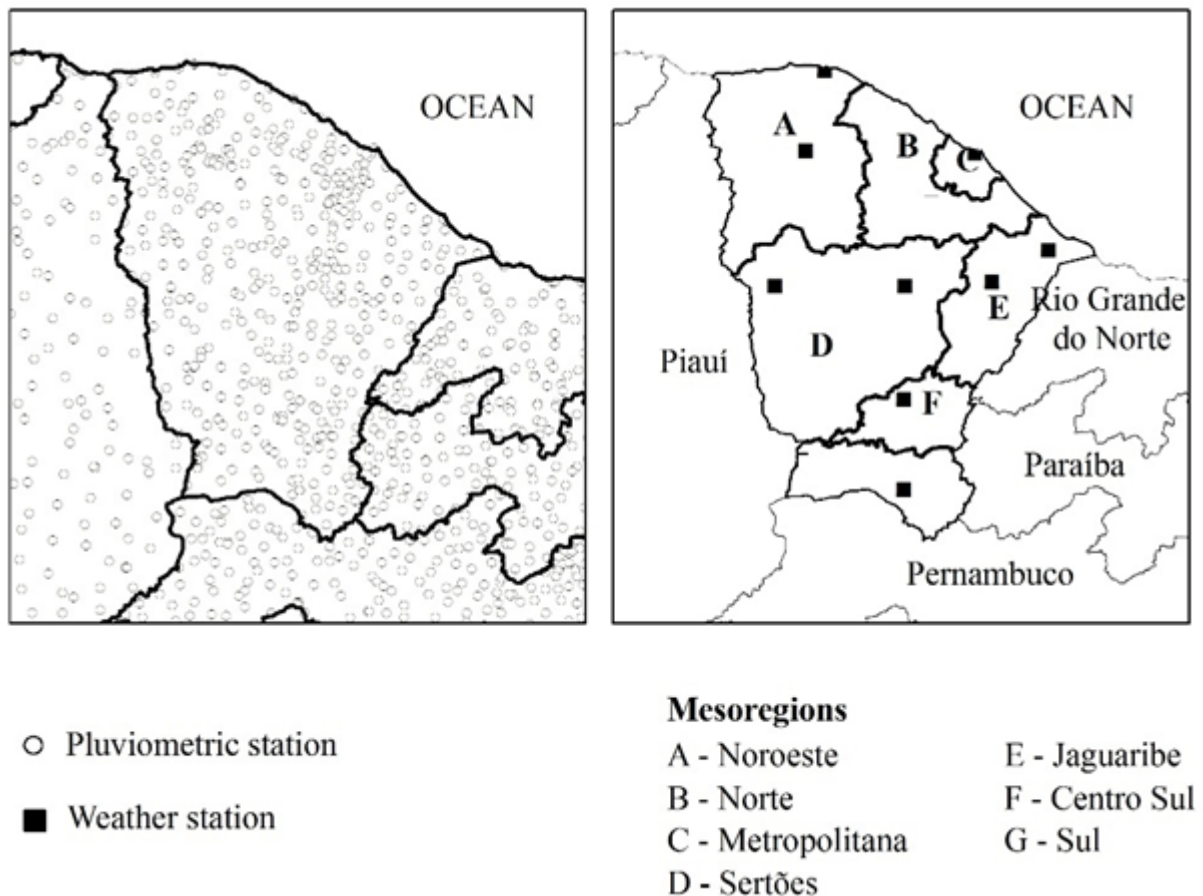 OCEAN
OCEAN
A
B
C
Rio Grande
do Norte
E
D
Piauí
F
Paraíba
Pernambuco
Pluviometric station
Weather station
Mesoregions
A - Noroeste
B - Norte
C - Metropolitana
D - Sertões
E - Jaguaribe
F - Centro Sul
G - Sul